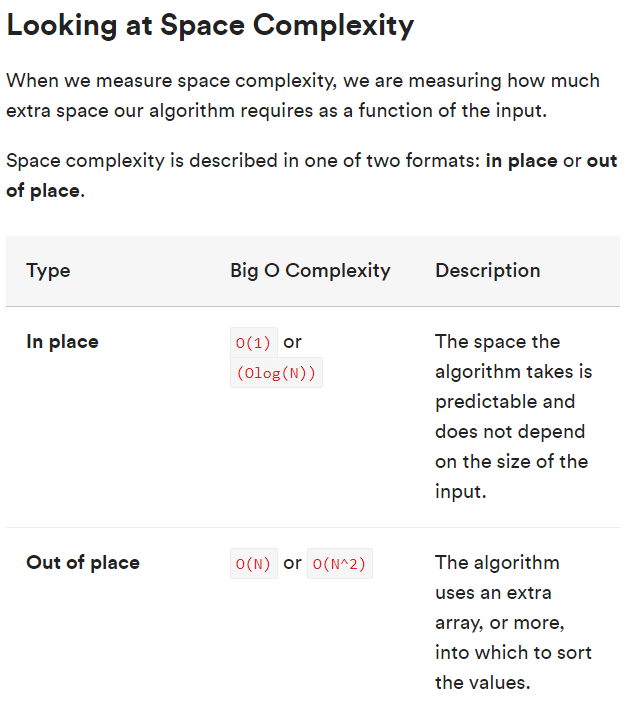 Looking at Space Complexity
When we measure space complexity, we are measuring how much
extra space our algorithm requires as a function of the input.
Space complexity is described in one of two formats: in place or out
of place.
Type Big O Complexity Description
In place O(1) or The space the
(Olog(N)) algorithm takes is
predictable and
does not depend
on the size of the
input.
Out of place O(N) or O(N^2) The algorithm
uses an extra
array, or more,
into which to sort
the values.